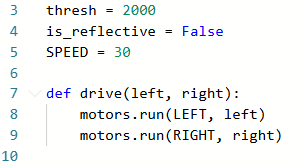 3 thresh = 2000
4 is_reflective = False
5 SPEED = 30
6
7 def drive(left, right):
8     motors.run(LEFT, left)
9     motors.run(RIGHT, right)
10